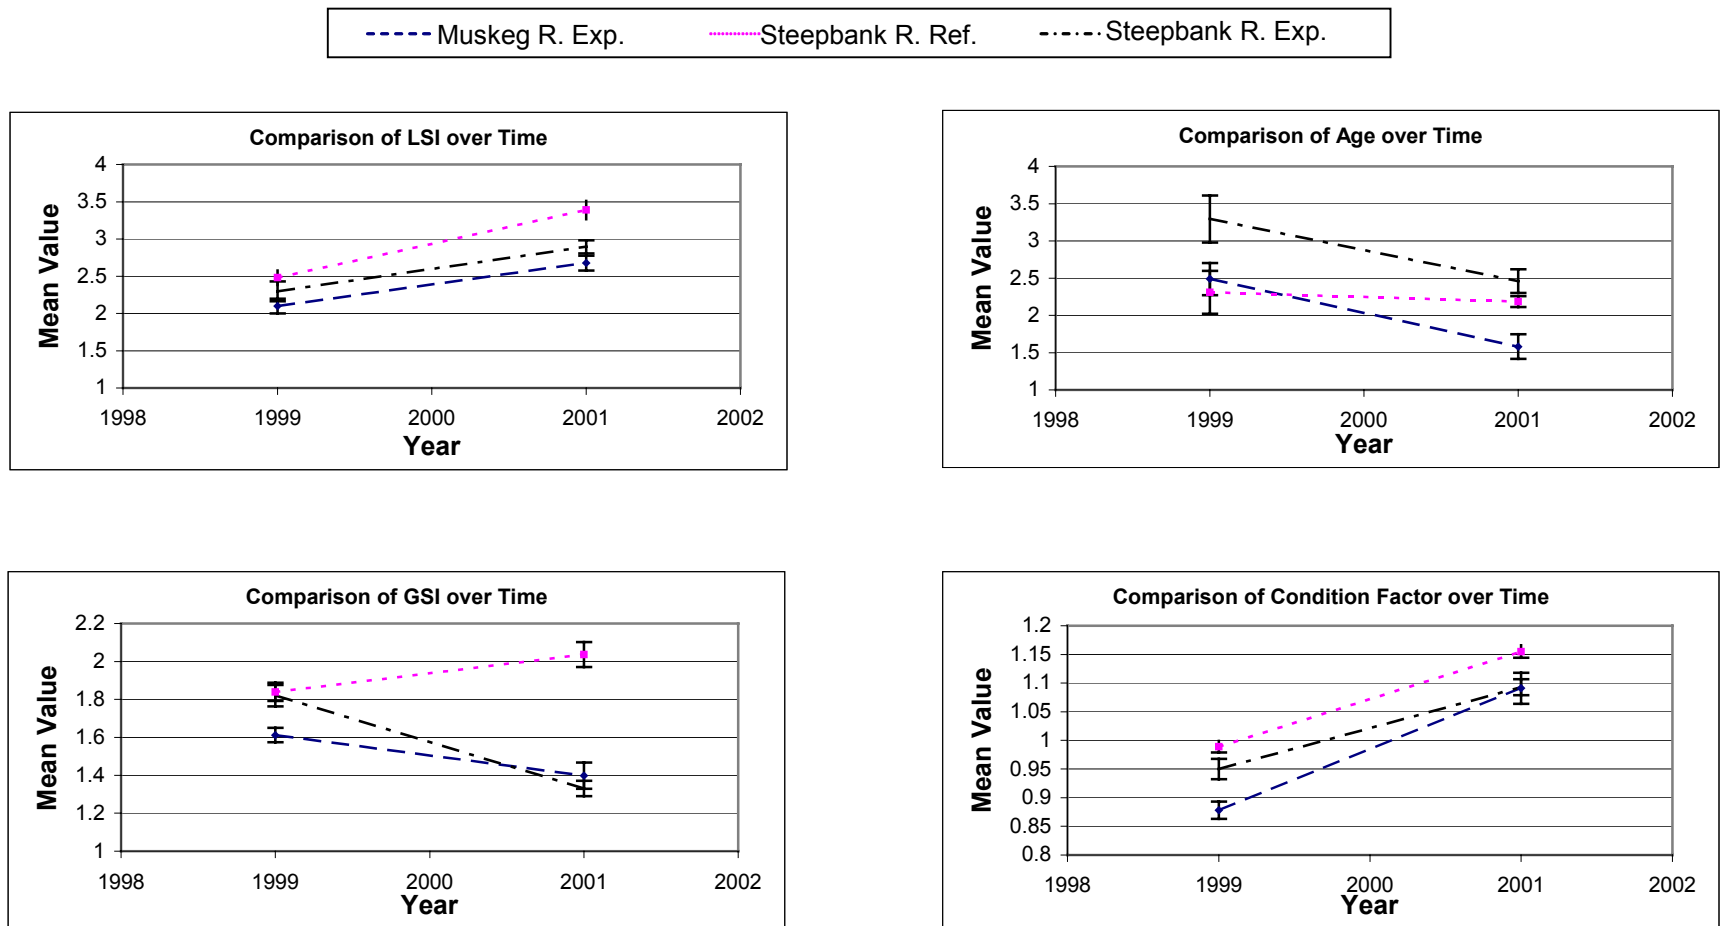 Muskeg R. Exp. Steepbank R. Ref. Steepbank R. Exp.
Comparison of LSI over Time
Mean Value
4
3.5
3
2.5
2
1.5
1
1998 1999 2000 2001 2002
Year
Comparison of Age over Time
Mean Value
4
3.5
3
2.5
2
1.5
1
1998 1999 2000 2001 2002
Year
Comparison of GSI over Time
Mean Value
2.2
2
1.8
1.6
1.4
1.2
1
1998 1999 2000 2001 2002
Year
Comparison of Condition Factor over Time
Mean Value
1.2
1.15
1.1
1.05
1
0.95
0.9
0.85
0.8
1998 1999 2000 2001 2002
Year